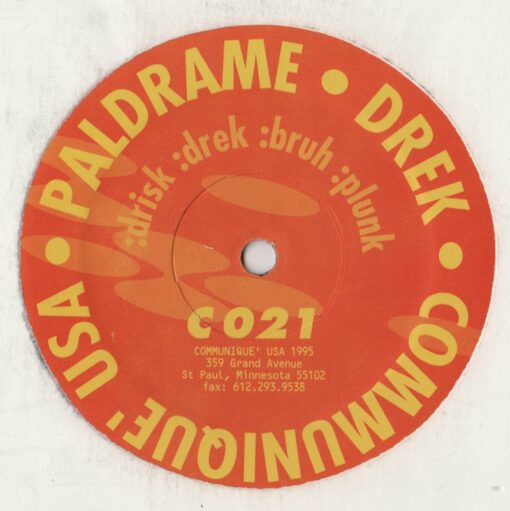 PALDRAME • DREK • COMMUNIQUE' USA •
:drisk :drek :bruh :plunk
C021
COMMUNIQUE' USA 1995
359 Grand Avenue
St Paul, Minnesota 55102
fax: 612.293.9538